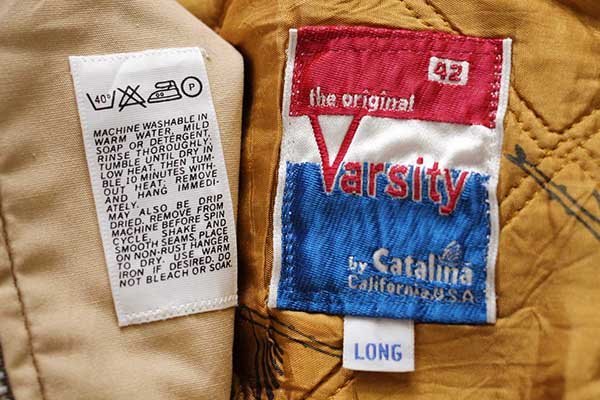 40°
P
MACHINE WASHABLE IN
WARM WATER, MILD
SOAP OR DETERGENT.
RINSE THOROUGHLY.
TUMBLE UNTIL DRY IN
LOW HEAT, THEN TUM-
BLE 10 MINUTES WITH-
OUT HEAT; REMOVE
AND HANG IMMEDI-
ATELY.
MAY ALSO BE DRIP
DRIED. REMOVE FROM
MACHINE BEFORE SPIN
CYCLE, SHAKE AND
SMOOTH SEAMS, PLACE
ON NON-RUST HANGER
TO DRY. USE WARM
IRON IF DESIRED. DO
NOT BLEACH OR SOAK.
42
the original
Varsity
by Catalina
California.U.S.A.
LONG